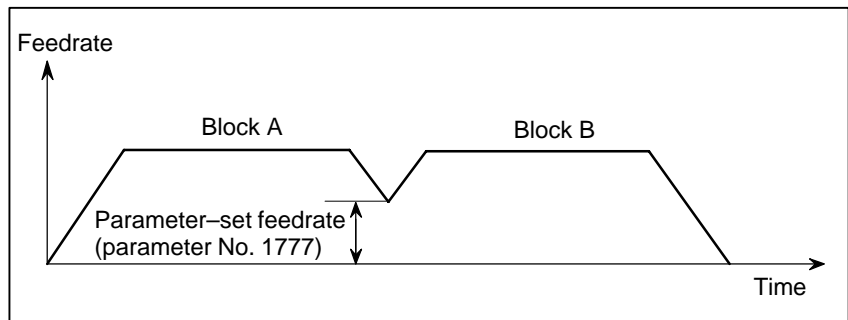 Feedrate
Block A
Block B
Parameter–set feedrate
(parameter No. 1777)
Time